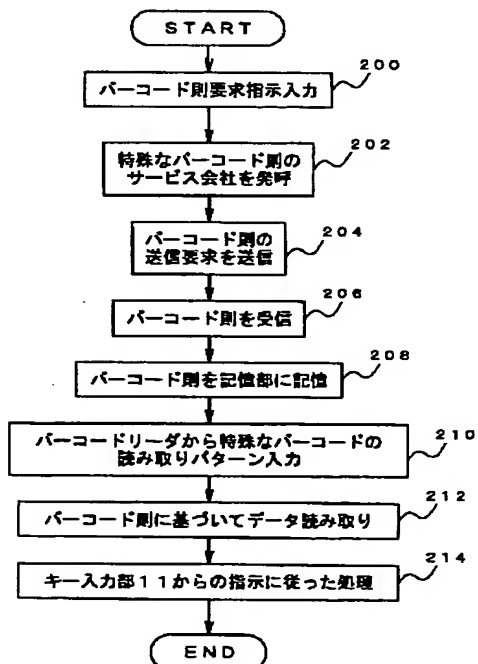 START
200
バーコード則要求指示入力
202
特殊なバーコード則の
サービス会社を発呼
204
バーコード則の
送信要求を送信
206
バーコード則を受信
208
バーコード則を記憶部に記憶
210
バーコードリーダから特殊なバーコードの
読み取りパターン入力
212
バーコード則に基づいてデータ読み取り
214
キー入力部11からの指示に従った処理
END